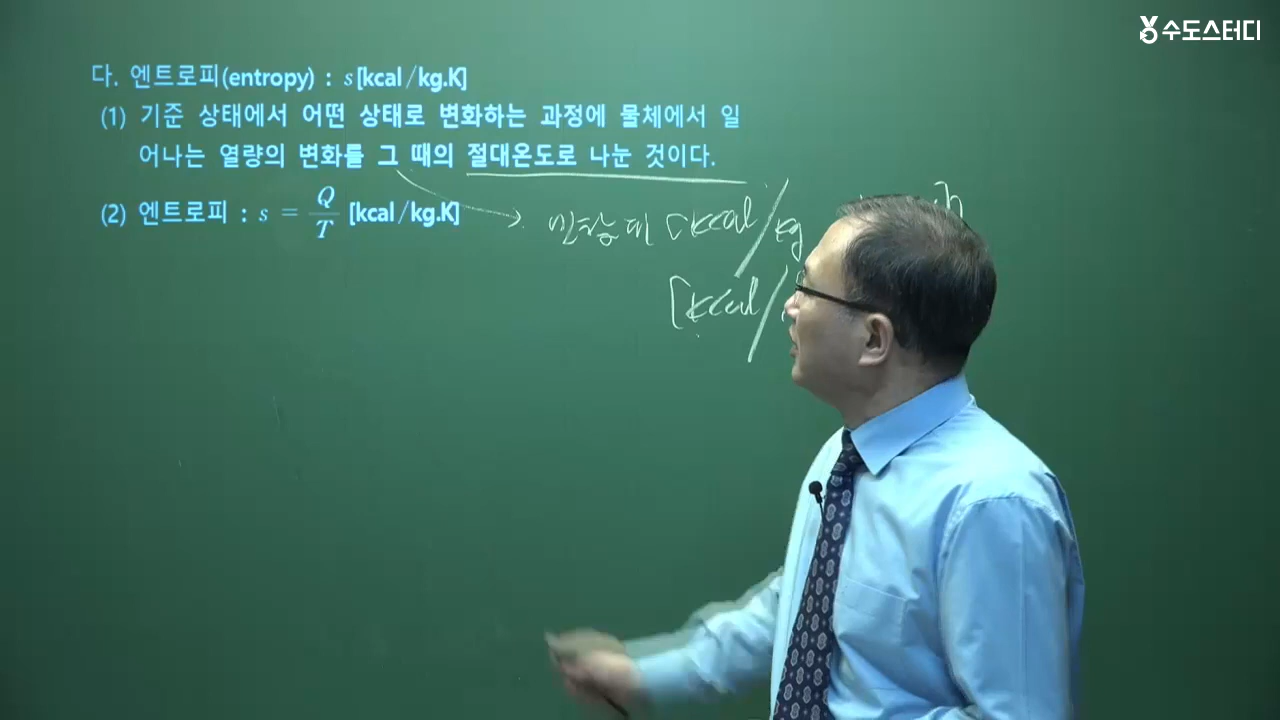 수도스터디
다. 엔트로피(entropy) : s[kcal/kg.K]
(1) 기준 상태에서 어떤 상태로 변화하는 과정에 물체에서 일
어나는 열량의 변화를 그 때의 절대온도로 나눈 것이다.
(2) 엔트로피 : s = Q/T [kcal/kg.K]
[kcal/kg
[kcal/